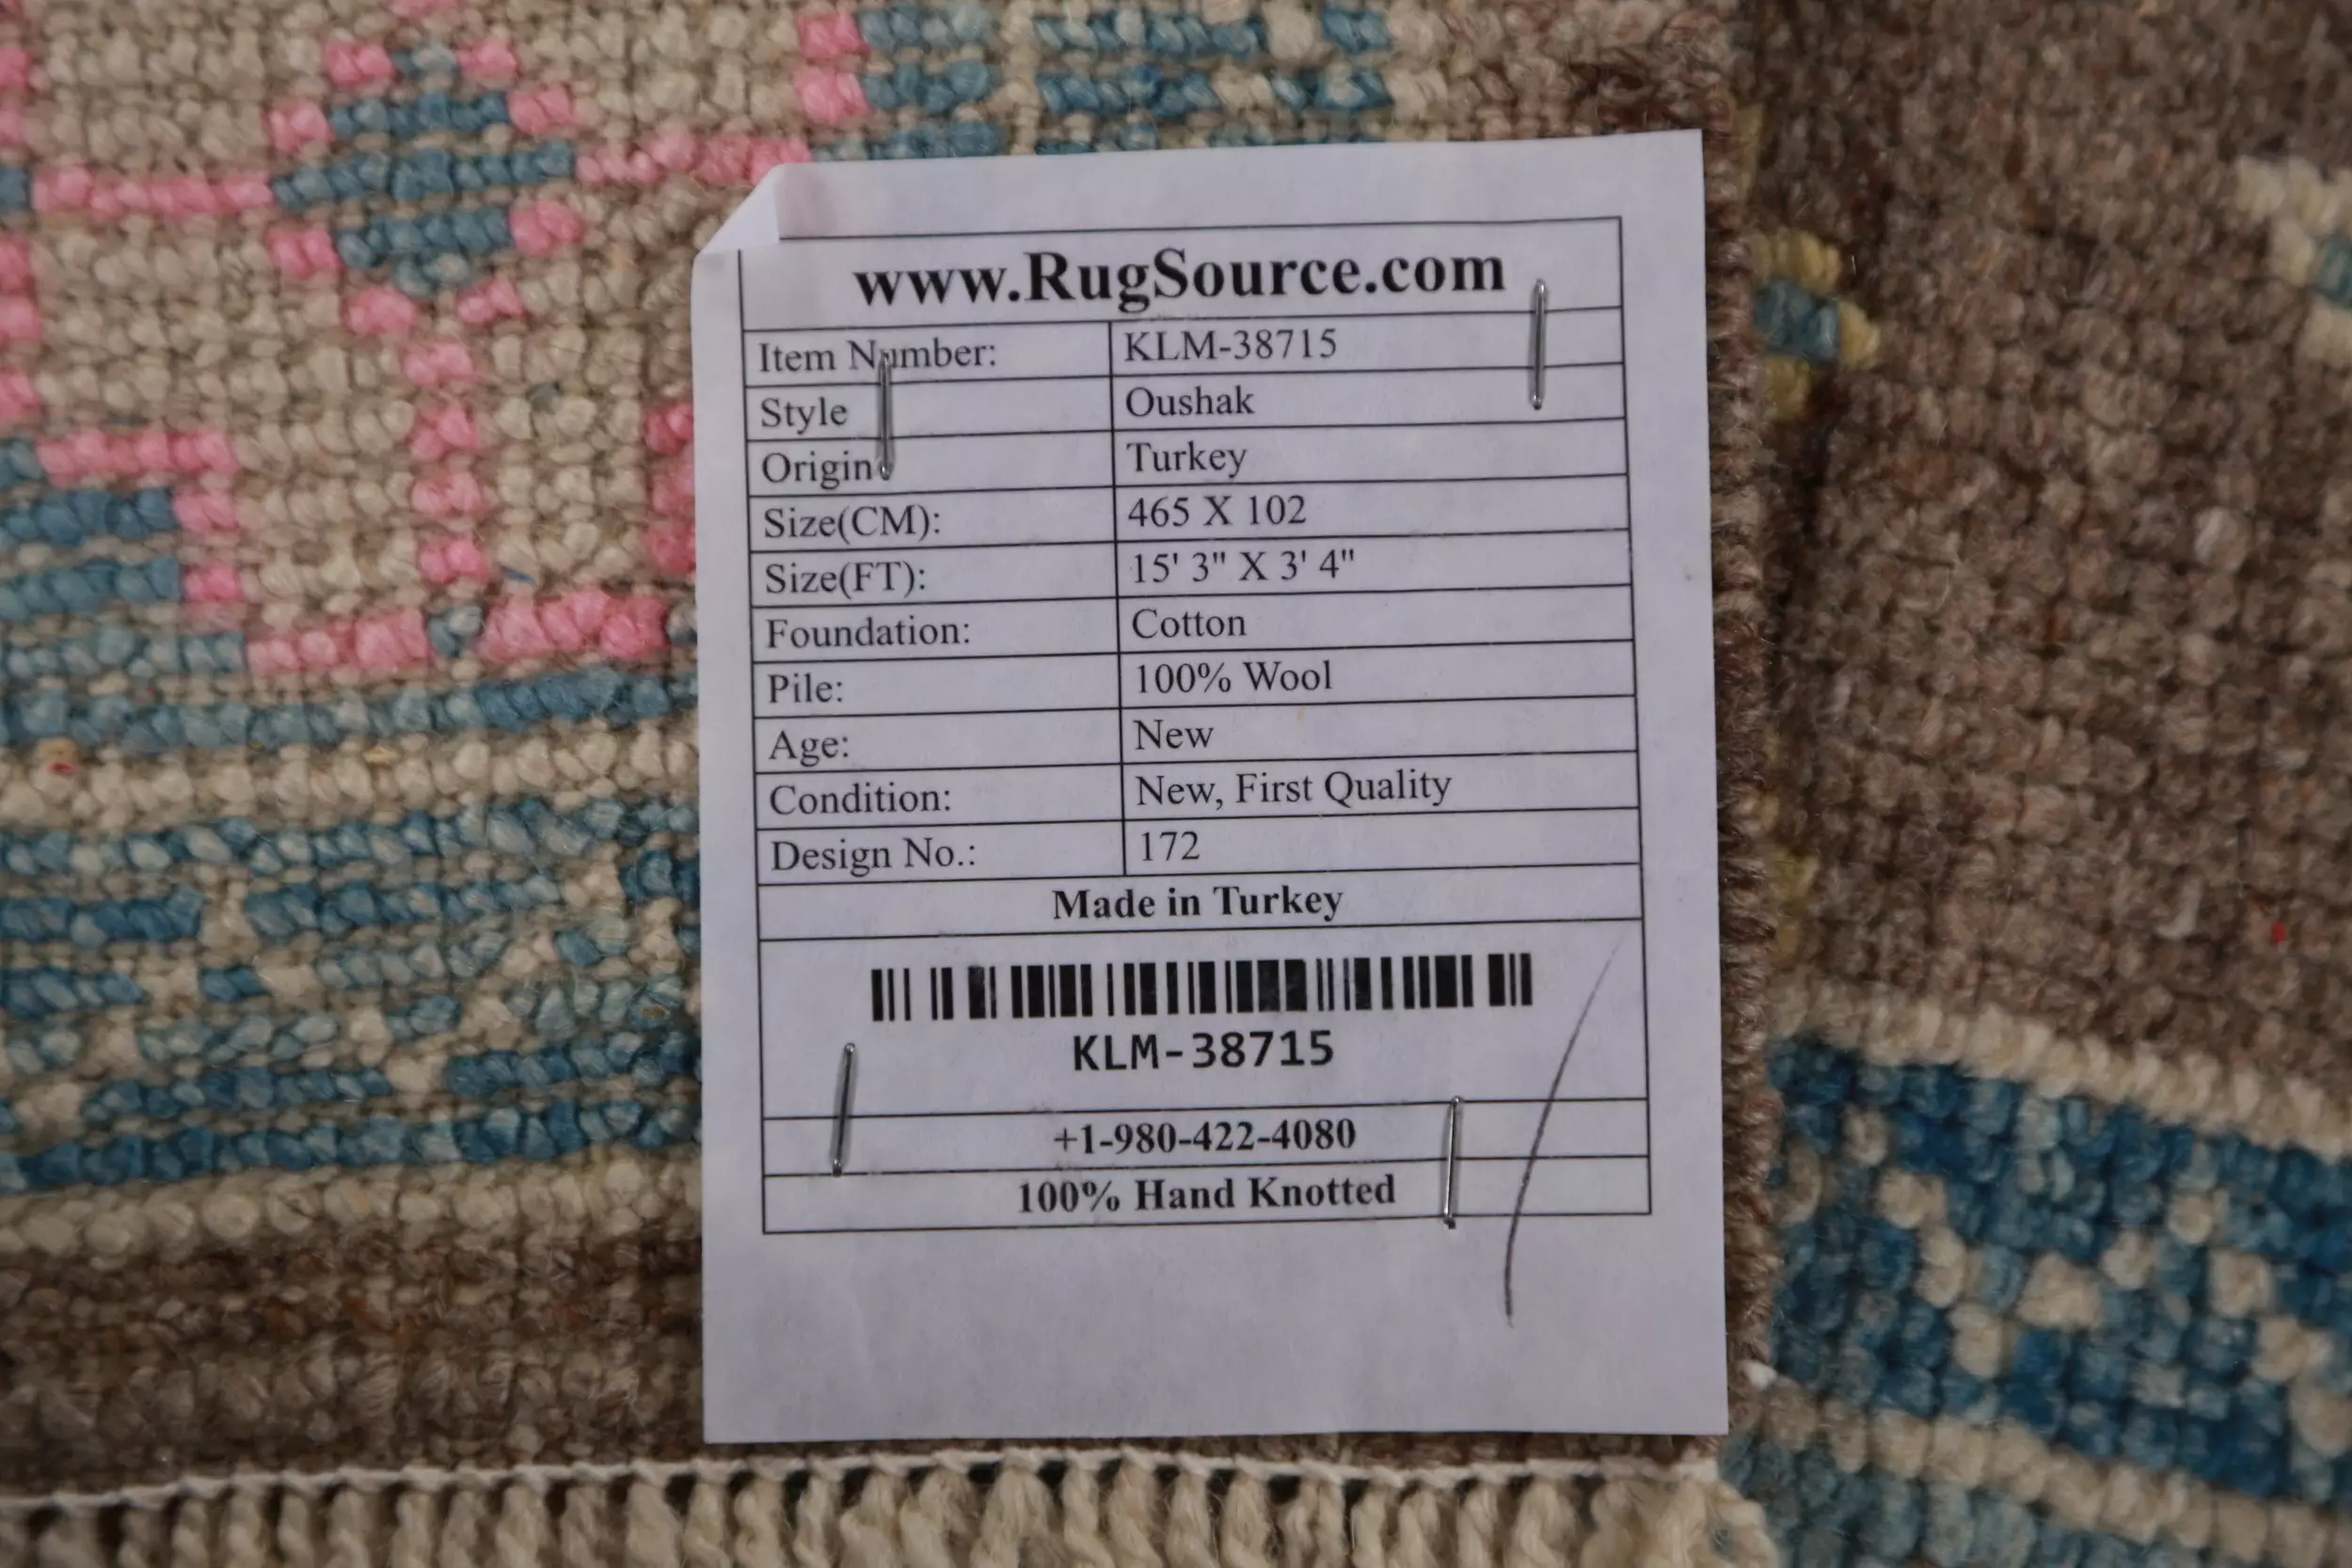 www.RugSource.com
Item Number: KLM-38715
Style Oushak
Origin Turkey
Size(CM): 465 X 102
Size(FT): 15' 3" X 3' 4"
Foundation: Cotton
Pile: 100% Wool
Age: New
Condition: New, First Quality
Design No.: 172
Made in Turkey
KLM-38715
+1-980-422-4080
100% Hand Knotted